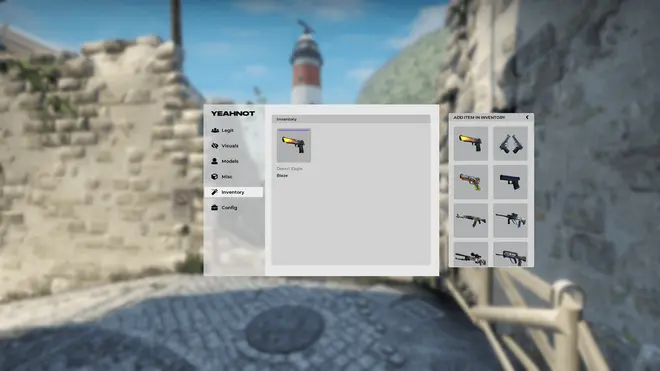 YEAHNOT
Legit
Visuals
Models
Misc
Inventory
Config
Inventory
Desert Eagle
Blaze
ADD ITEM IN INVENTORY